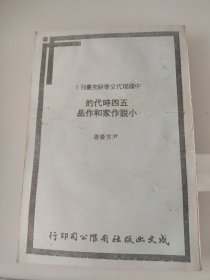 中國現代文學研究叢刊1
五四時代的
小說作家和作品
尹雪曼著
成文出版社有限公司印行